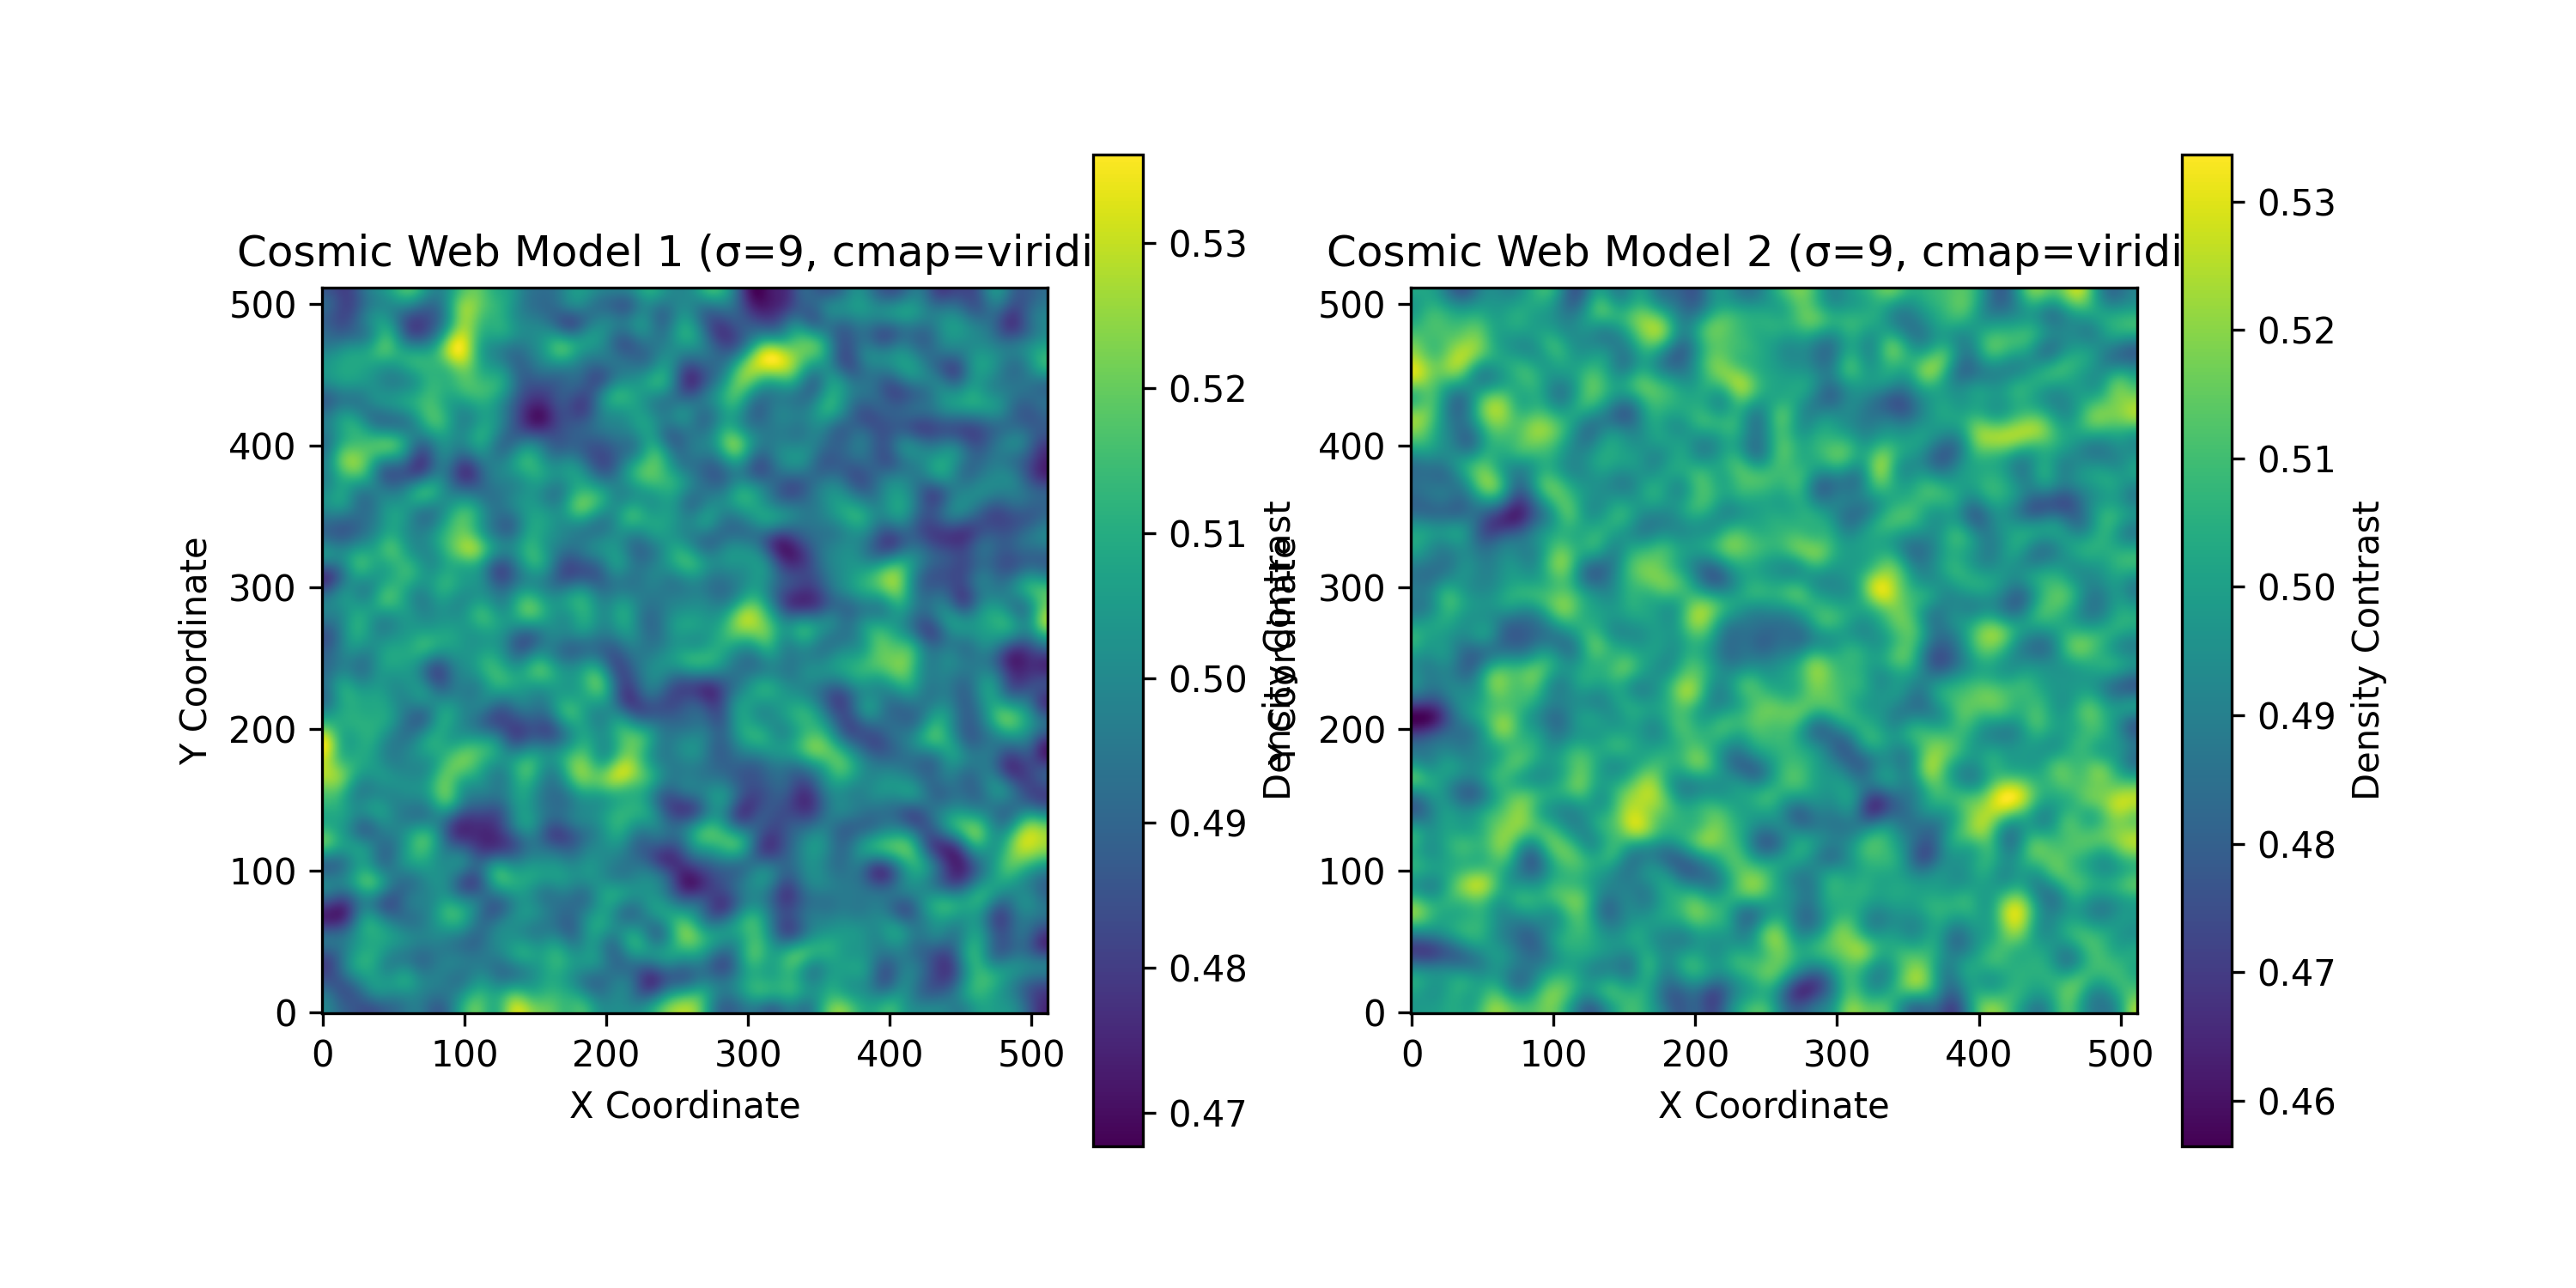 Cosmic Web Model 1 (σ=9, cmap=viridi
Y Coordinate
500
400
300
200
100
0
0 100 200 300 400 500
X Coordinate
0.53
0.52
0.51
0.50
0.49
0.48
0.47
Density Contrast
Cosmic Web Model 2 (σ=9, cmap=viridi
Y Coordinate
500
400
300
200
100
0
0 100 200 300 400 500
X Coordinate
0.53
0.52
0.51
0.50
0.49
0.48
0.47
0.46
Density Contrast